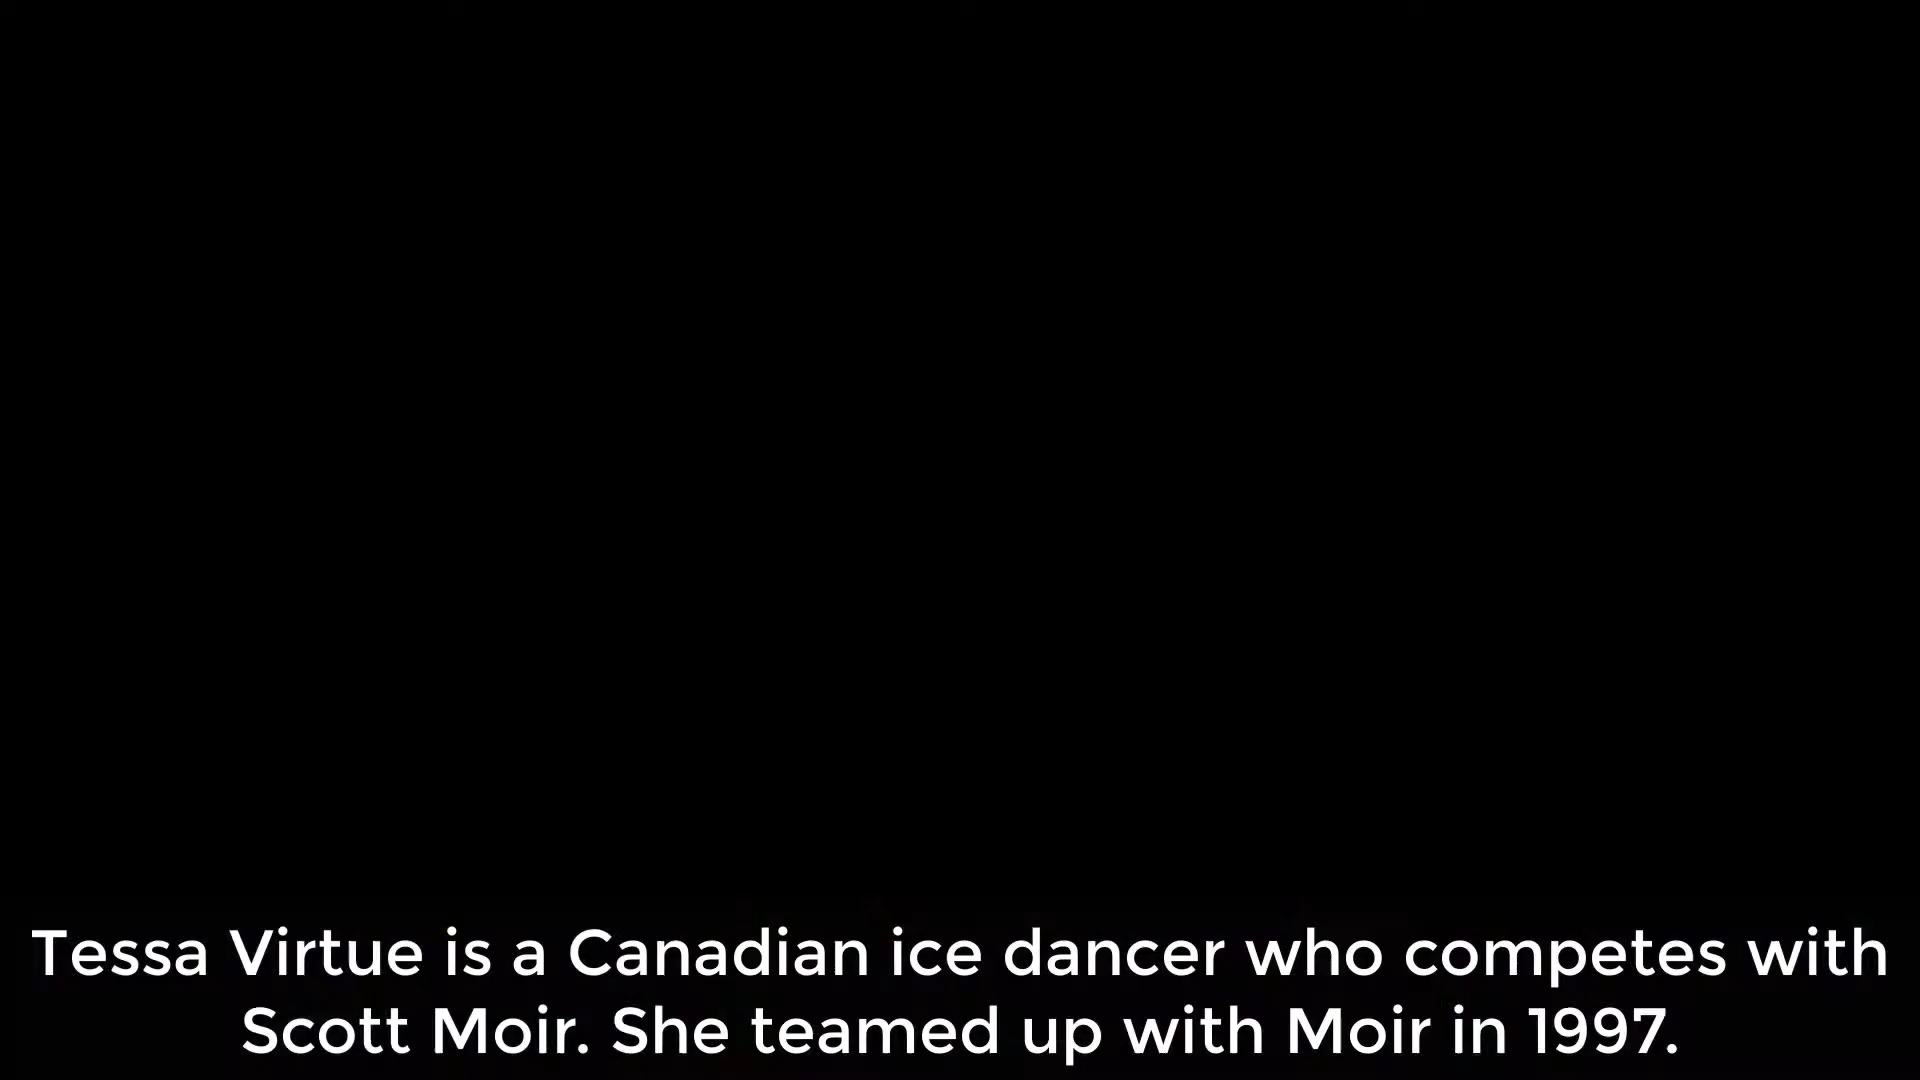 Tessa Virtue is a Canadian ice dancer who competes with
Scott Moir. She teamed up with Moir in 1997.